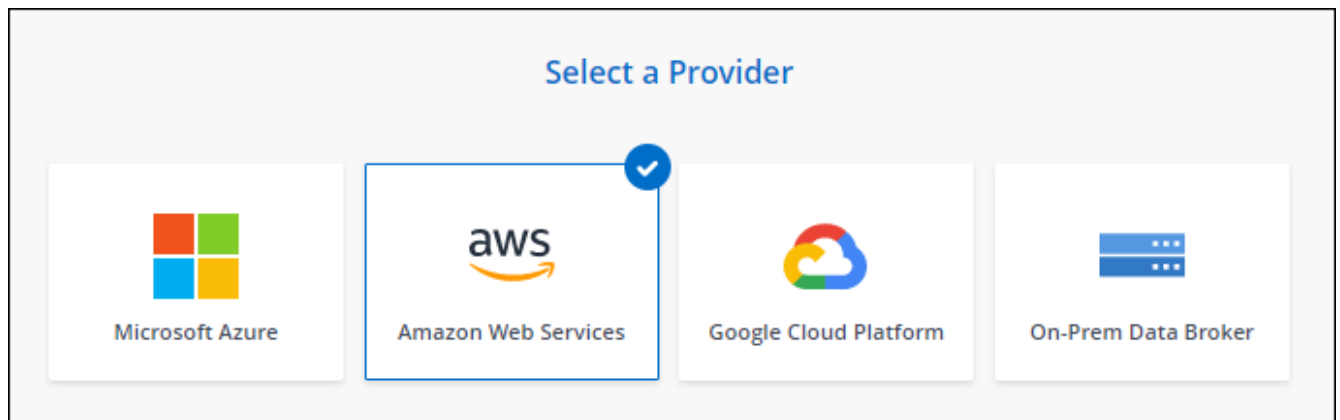 Select a Provider
aws
Microsoft Azure
Amazon Web Services
Google Cloud Platform
On-Prem Data Broker